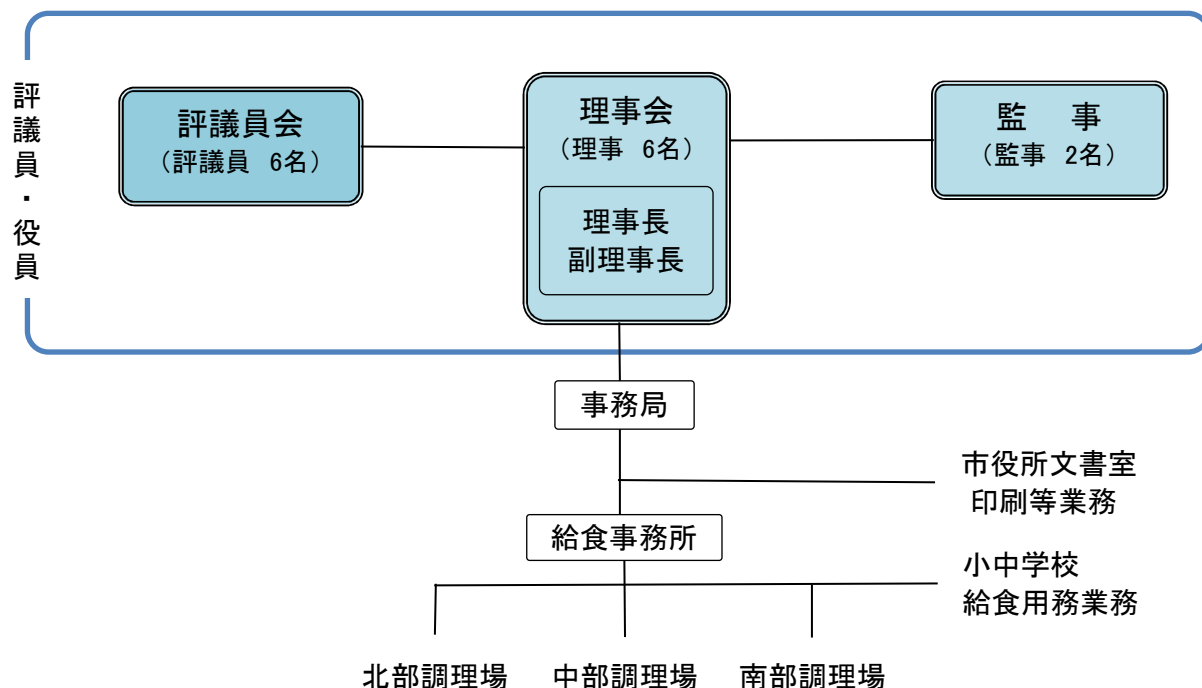 評議員・役員
評議員会
（評議員 6名）
理事会
（理事 6名）
理事長
副理事長
監　事
（監事 2名）
事務局
市役所文書室
印刷等業務
給食事務所
小中学校
給食用務業務
北部調理場
中部調理場
南部調理場